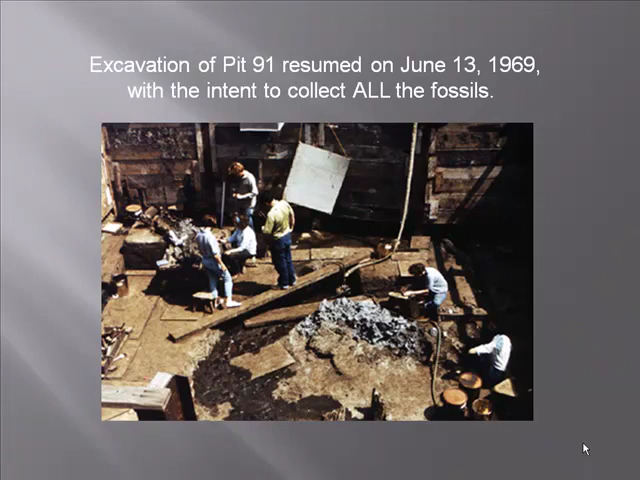 Excavation of Pit 91 resumed on June 13, 1969,
with the intent to collect ALL the fossils.